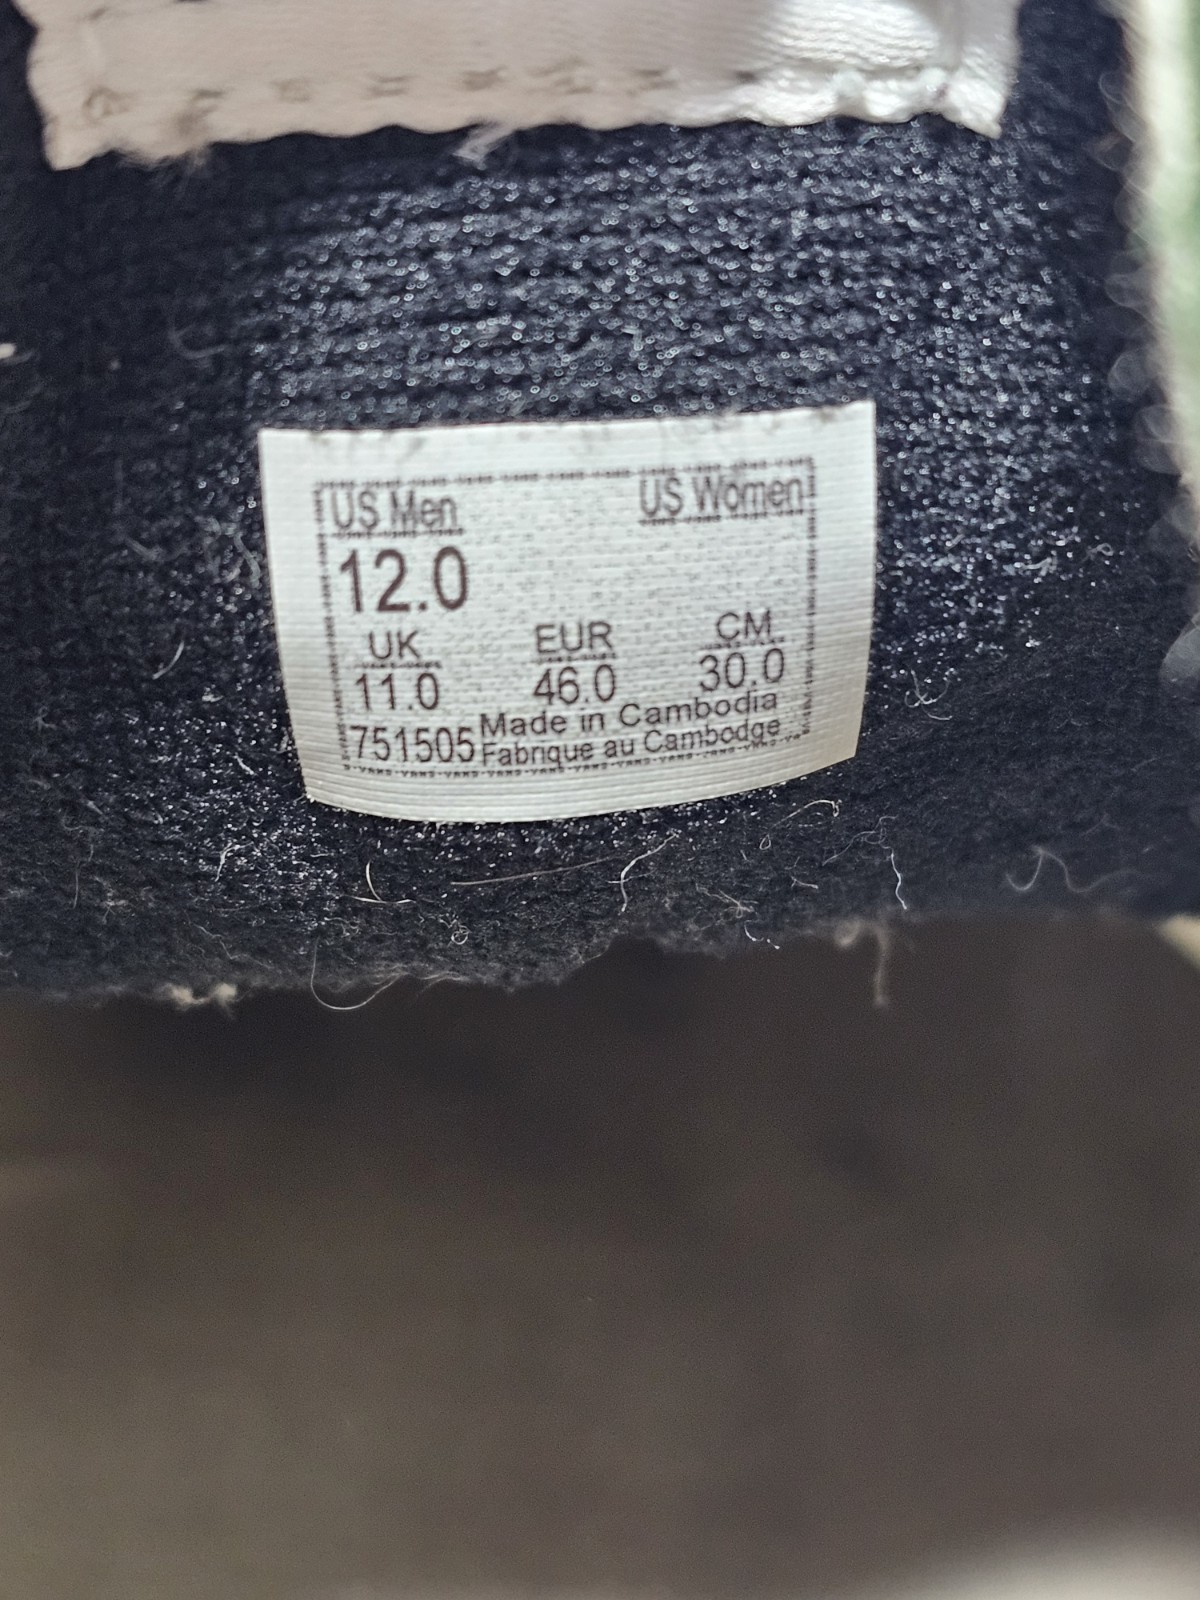 US Men US Women
12.0
UK EUR CM
11.0 46.0 30.0
751505 Made in Cambodia
Fabriqué au Cambodge